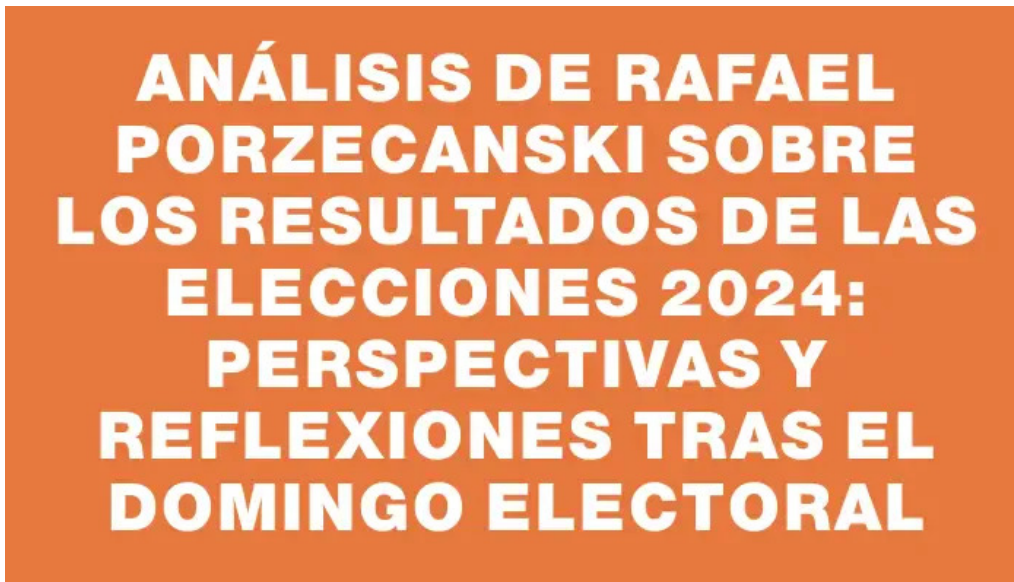 ANÁLISIS DE RAFAEL
PORZECANSKI SOBRE
LOS RESULTADOS DE LAS
ELECCIONES 2024:
PERSPECTIVAS Y
REFLEXIONES TRAS EL
DOMINGO ELECTORAL